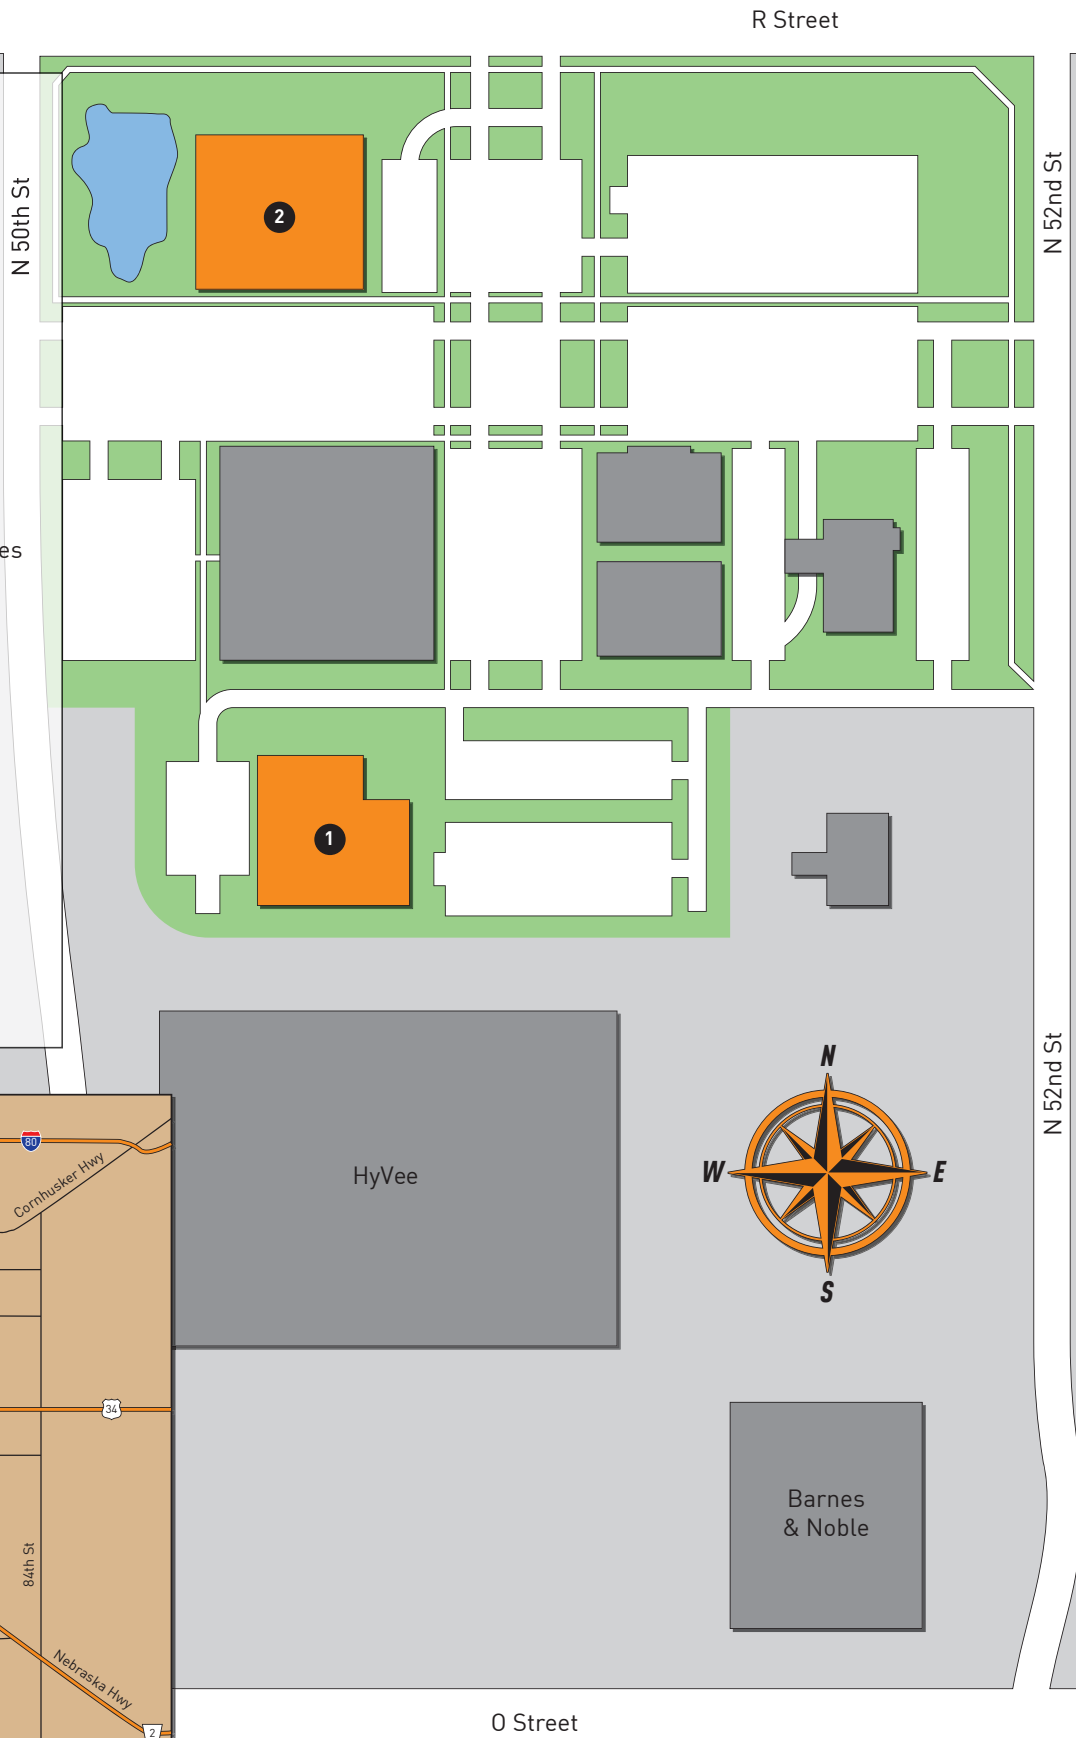 R Street
N 50th St
N 52nd St
2
es
1
N
W
E
S
N 52nd St
80
Cornhusker Hwy
HyVee
34
Barnes
& Noble
84th St
Nebraska Hwy
2
O Street